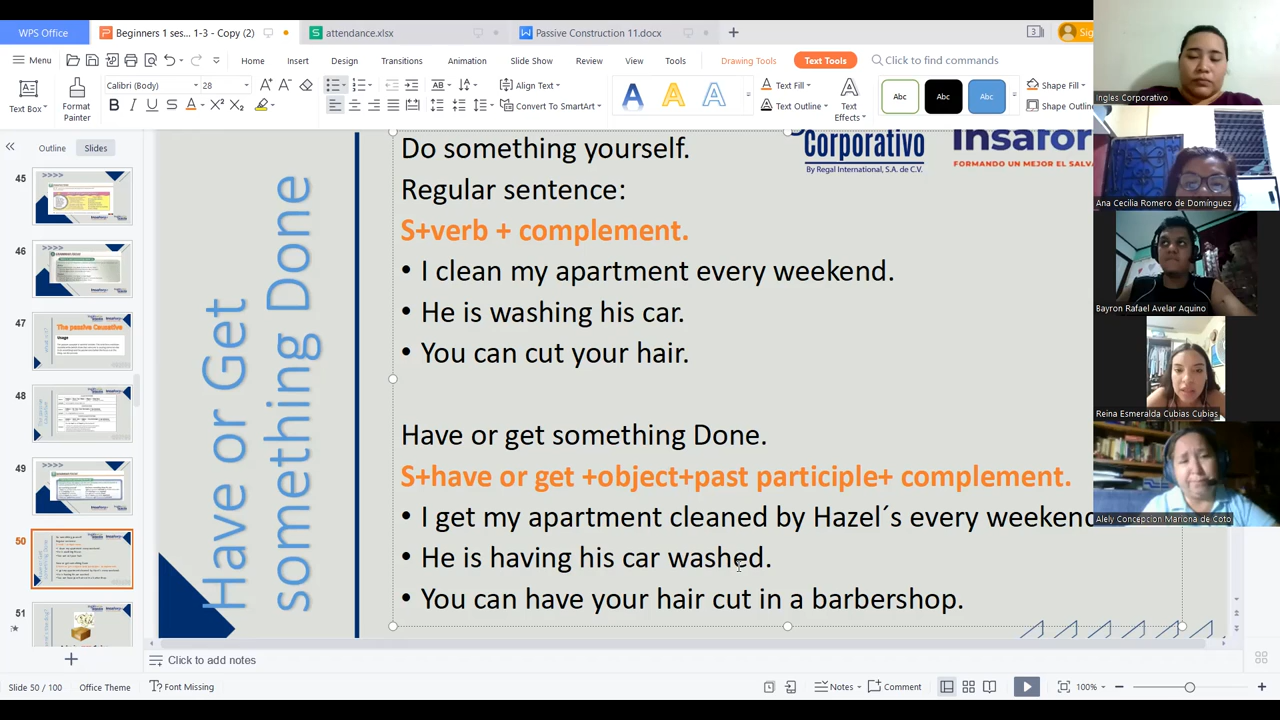 WPS Office
Beginners 1 ses... 1-3 - Copy (2)
attendance.xlsx
Passive Construction 11.docx
Menu
Home
Insert
Design
Transitions
Animation
Slide Show
Review
View
Tools
Drawing Tools
Text Tools
Click to find commands
Text Box
Format Painter
Calibri (Body)
28
Align Text
Convert To SmartArt
Text Fill
Text Outline
Text Effects
Abc
Abc
Abc
Shape Fill
Shape Outline
Outline
Slides
45
46
47
The passive Causative
Usage
48
49
50
51
Have or Get
something Done
Do something yourself.
Regular sentence:
S+verb + complement.
• I clean my apartment every weekend.
• He is washing his car.
• You can cut your hair.
Have or get something Done.
S+have or get +object+past participle+ complement.
• I get my apartment cleaned by Hazel´s every weekend
• He is having his car washed.
• You can have your hair cut in a barbershop.
Corporativo
By Regal International, S.A. de C.V.
Insafor
FORMANDO UN MEJOR EL SALVA
Ingles Corporativo
Ana Cecilia Romero de Domínguez
Bayron Rafael Avelar Aquino
Reina Esmeralda Cubias Cubias
Alely Concepcion Mariona de Coto
Click to add notes
Slide 50 / 100
Office Theme
Font Missing
Notes
Comment
100%